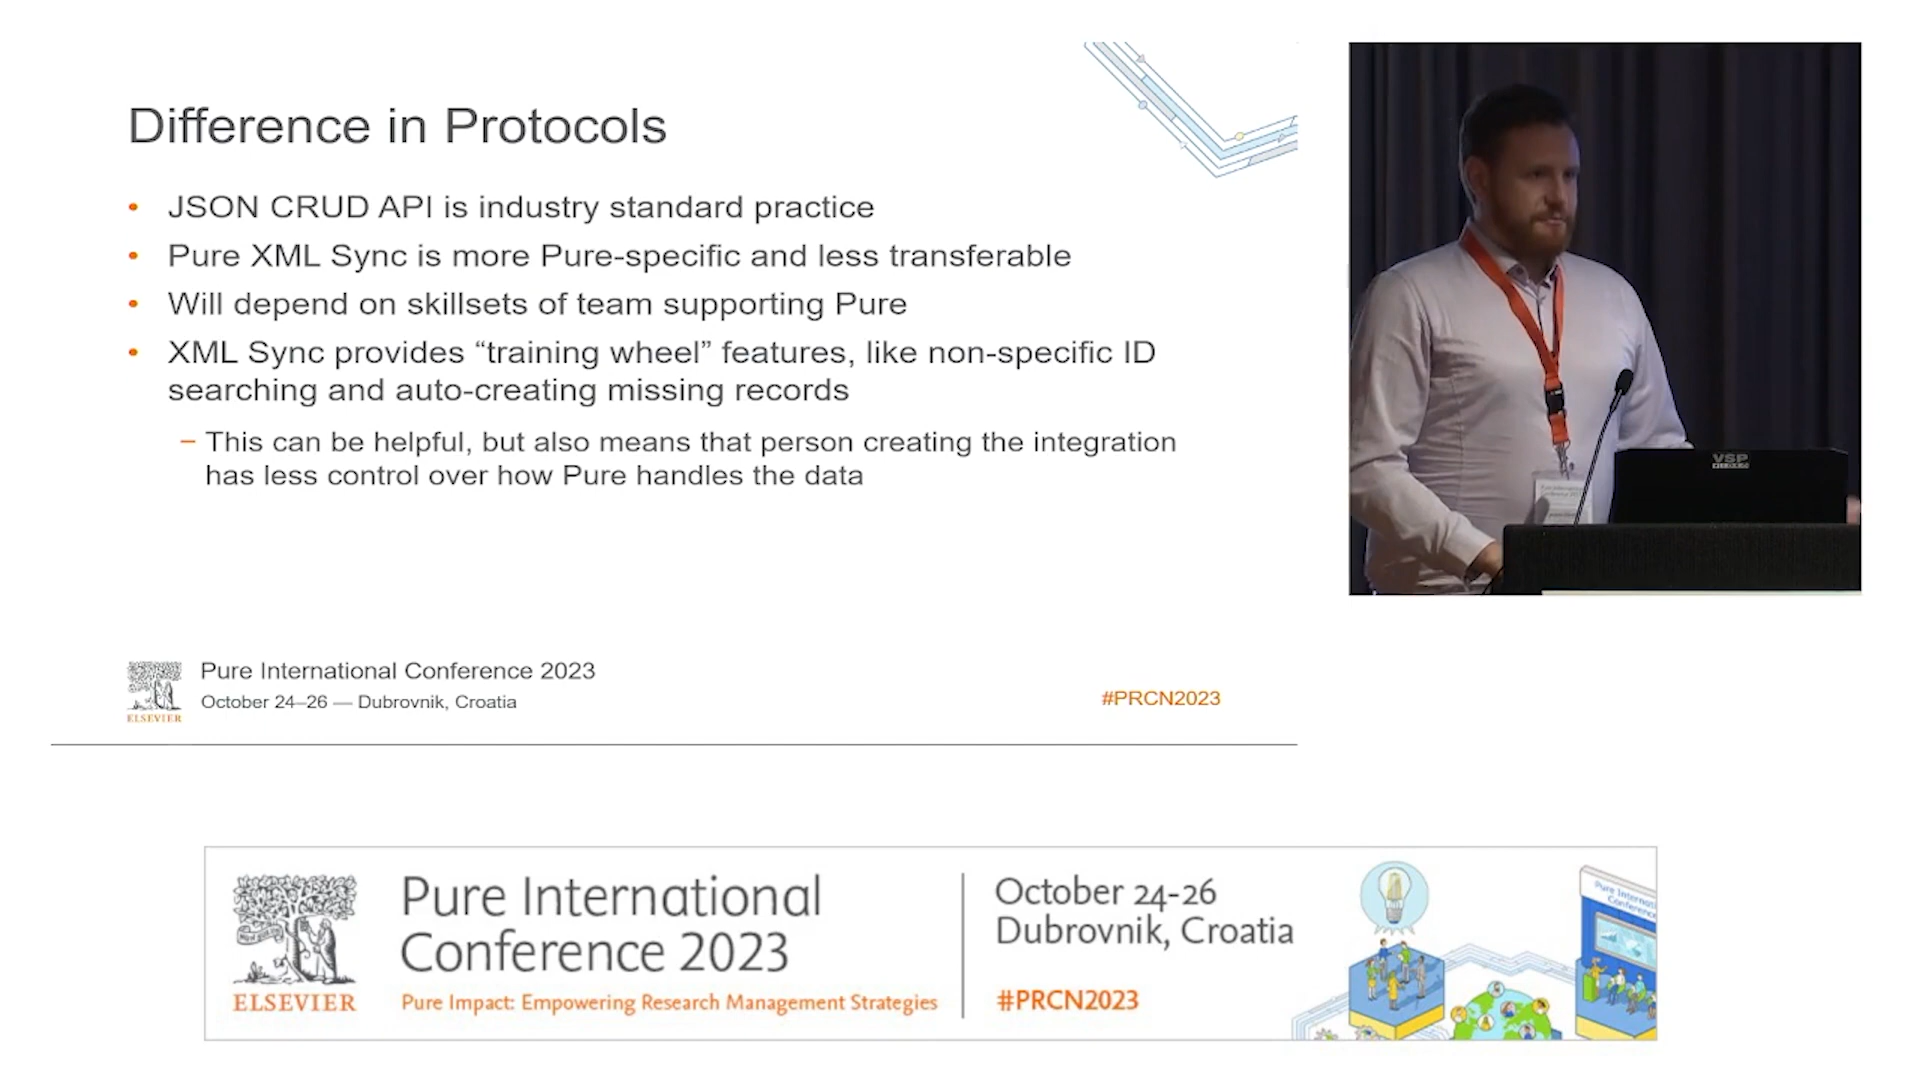 Difference in Protocols
• JSON CRUD API is industry standard practice
• Pure XML Sync is more Pure-specific and less transferable
• Will depend on skillsets of team supporting Pure
• XML Sync provides “training wheel” features, like non-specific ID
searching and auto-creating missing records
– This can be helpful, but also means that person creating the integration
has less control over how Pure handles the data
VSP
ELSEVIER
Pure International Conference 2023
October 24–26 — Dubrovnik, Croatia
#PRCN2023
ELSEVIER
Pure International
Conference 2023
Pure Impact: Empowering Research Management Strategies
October 24-26
Dubrovnik, Croatia
#PRCN2023